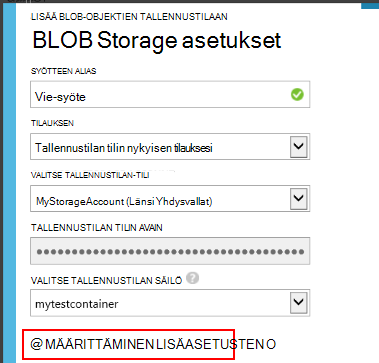 LISÄÄ BLOB-OBJEKTIEN TALLENNUSTILAAN
BLOB Storage asetukset
SYÖTTEEN ALIAS
Vie-syöte
TILAUKSEN
Tallennustilan tilin nykyisen tilauksesi
VALITSE TALLENNUSTILAN-TILI
MyStorageAccount (Länsi Yhdysvallat)
TALLENNUSTILAN TILIN AVAIN
VALITSE TALLENNUSTILAN SÄILÖ ?
mytestcontainer
@ MÄÄRITTÄMINEN LISÄASETUSTEN O